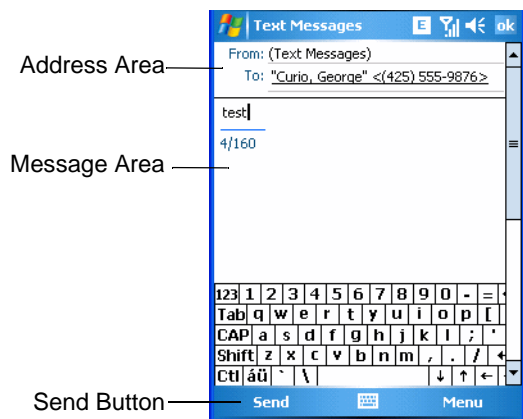 Text Messages E ok
From: (Text Messages)
Address Area
To: "Curio, George" <(425) 555-9876>
test
4/160
Message Area
123 1 2 3 4 5 6 7 8 9 0 - =
Tab q w e r t y u i o p [
CAP a s d f g h j k l ; '
Shift z x c v b n m , . /
Ctl áü ` \
Send Button
Send Menu